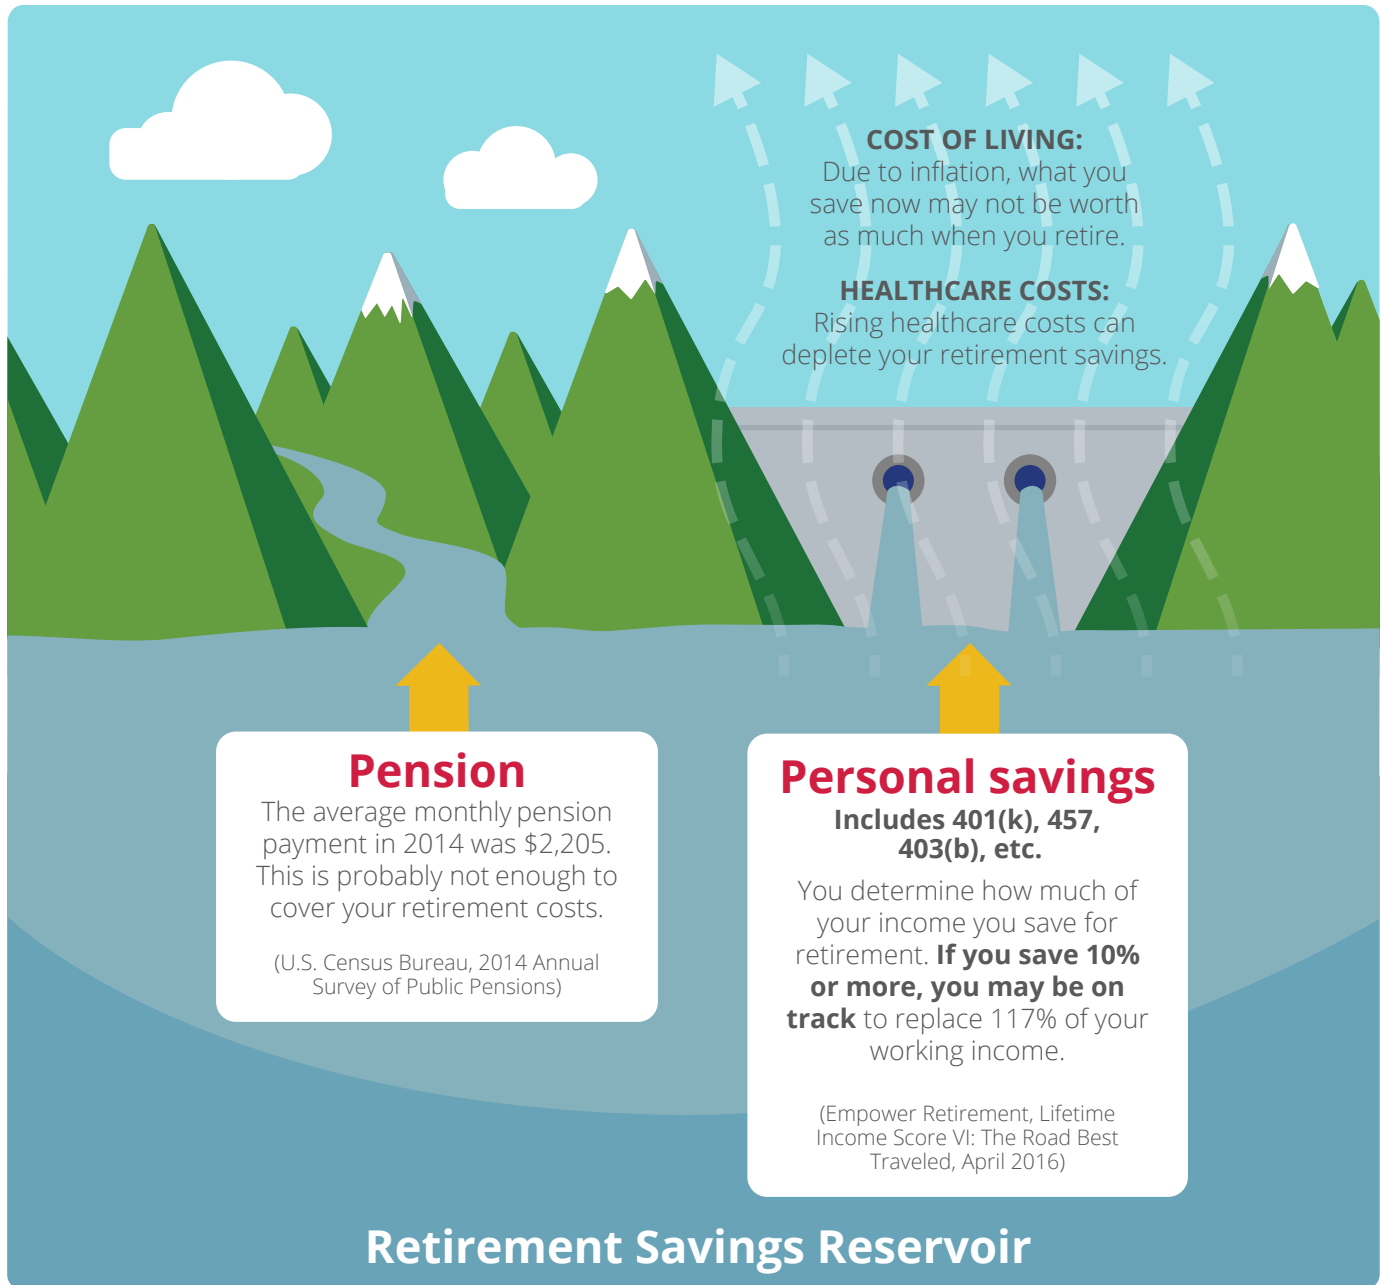 COST OF LIVING:
Due to inflation, what you
save now may not be worth
as much when you retire.
HEALTHCARE COSTS:
Rising healthcare costs can
deplete your retirement savings.
Pension
The average monthly pension
payment in 2014 was $2,205.
This is probably not enough to
cover your retirement costs.
(U.S. Census Bureau, 2014 Annual
Survey of Public Pensions)
Personal savings
Includes 401(k), 457,
403(b), etc.
You determine how much of
your income you save for
retirement. If you save 10%
or more, you may be on
track to replace 117% of your
working income.
(Empower Retirement, Lifetime
Income Score VI: The Road Best
Traveled, April 2016)
Retirement Savings Reservoir